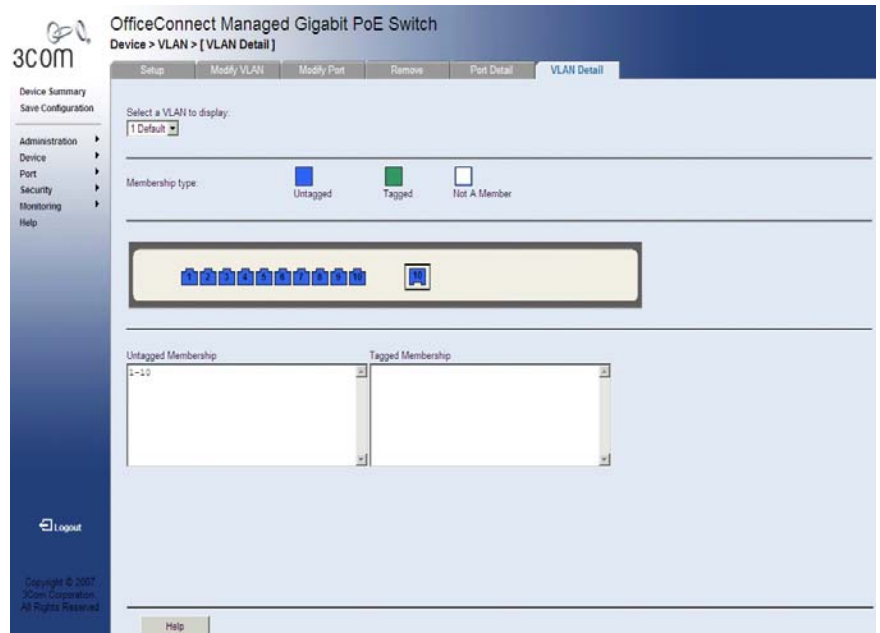 3COM
OfficeConnect Managed Gigabit PoE Switch
Device > VLAN > [ VLAN Detail ]
Setup Modify VLAN Modify Port Remove Port Detail VLAN Detail
Device Summary
Save Configuration
Administration
Device
Port
Security
Monitoring
Help
Select a VLAN to display:
1 Default
Membership type:
Untagged Tagged Not A Member
1 2 3 4 5 6 7 8 9 10 10
Untagged Membership Tagged Membership
1-10
Logout
Copyright © 2007
3Com Corporation.
All Rights Reserved
Help